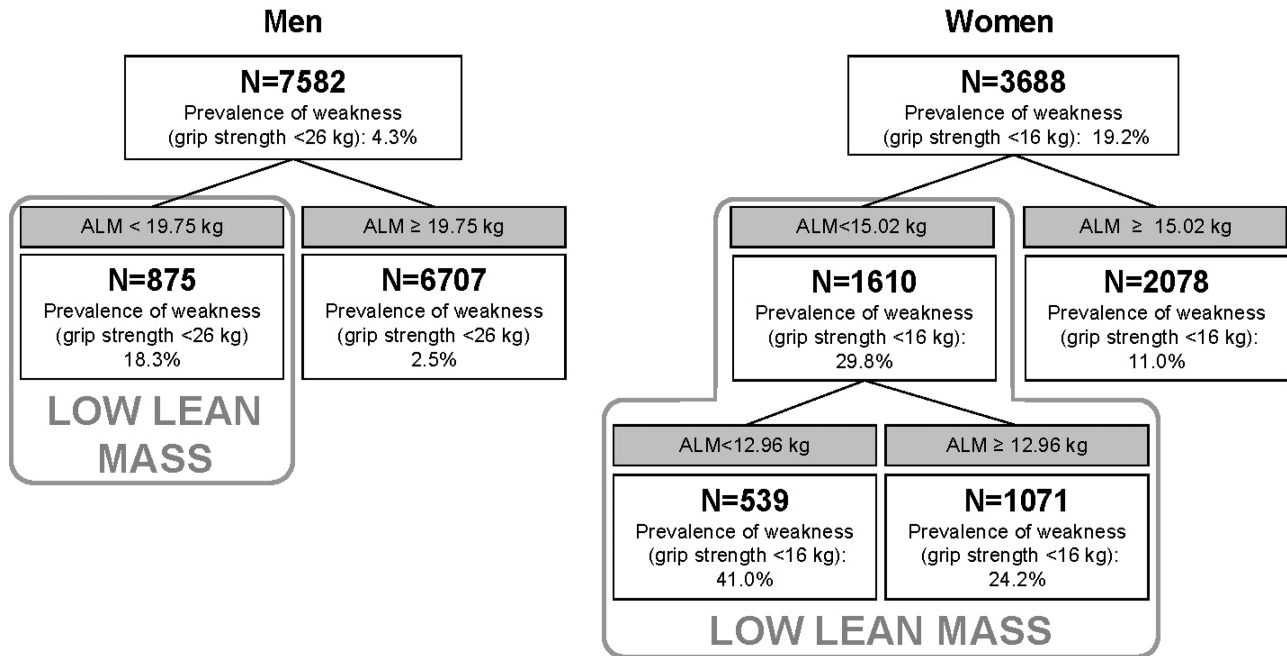 Men
N=7582
Prevalence of weakness
(grip strength <26 kg): 4.3%
ALM < 19.75 kg
N=875
Prevalence of weakness
(grip strength <26 kg)
18.3%
ALM ≥ 19.75 kg
N=6707
Prevalence of weakness
(grip strength <26 kg)
2.5%
LOW LEAN
MASS
Women
N=3688
Prevalence of weakness
(grip strength <16 kg): 19.2%
ALM<15.02 kg
N=1610
Prevalence of weakness
(grip strength <16 kg):
29.8%
ALM ≥ 15.02 kg
N=2078
Prevalence of weakness
(grip strength <16 kg):
11.0%
ALM<12.96 kg
N=539
Prevalence of weakness
(grip strength <16 kg):
41.0%
ALM ≥ 12.96 kg
N=1071
Prevalence of weakness
(grip strength <16 kg):
24.2%
LOW LEAN MASS